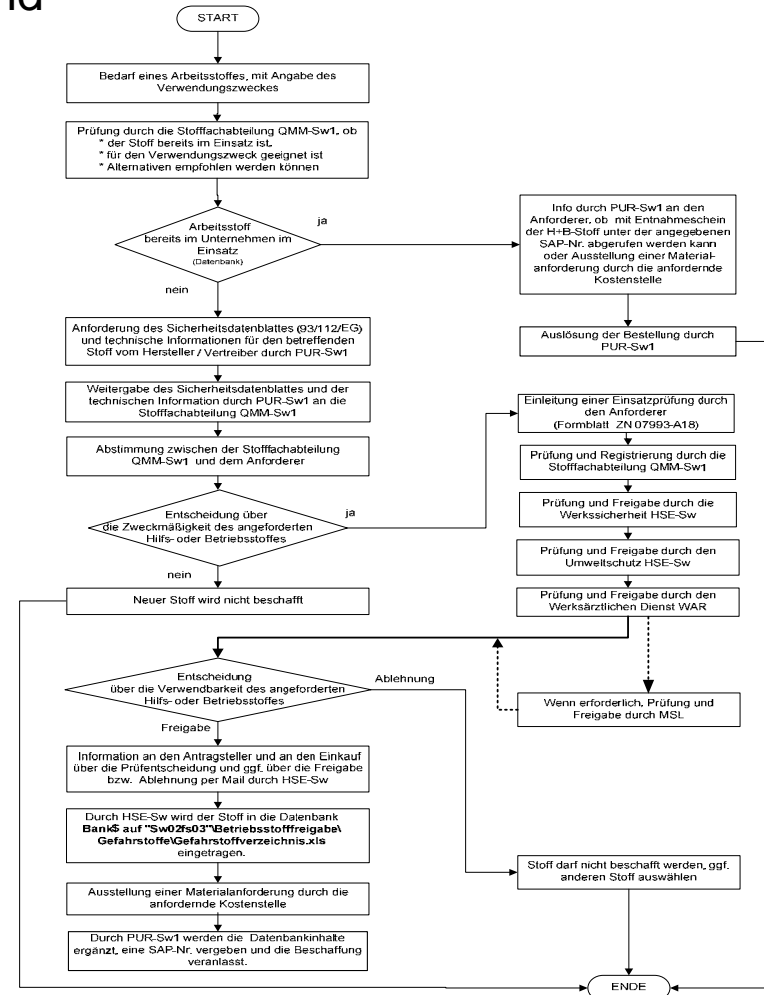 START
Bedarf eines Arbeitsstoffes, mit Angabe des
Verwendungszweckes
Prüfung durch die Stofffachabteilung QMM-Sw1, ob
* der Stoff bereits im Einsatz ist,
* für den Verwendungszweck geeignet ist
* Alternativen empfohlen werden können
Arbeitsstoff
bereits im Unternehmen im
Einsatz
(Datenbank)
ja
nein
Info durch PUR-Sw1 an den
Anforderer, ob mit Entnahmeschein
der H+B-Stoff unter der angegebenen
SAP-Nr. abgerufen werden kann
oder Ausstellung einer Material-
anforderung durch die anfordernde
Kostenstelle
Auslösung der Bestellung durch
PUR-Sw1
Anforderung des Sicherheitsdatenblattes (93/112/EG)
und technische Informationen für den betreffenden
Stoff vom Hersteller / Vertreiber durch PUR-Sw1
Weitergabe des Sicherheitsdatenblattes und der
technischen Information durch PUR-Sw1 an die
Stofffachabteilung QMM-Sw1
Abstimmung zwischen der Stofffachabteilung
QMM-Sw1 und dem Anforderer
Entscheidung über
die Zweckmäßigkeit des angeforderten
Hilfs- oder Betriebsstoffes
ja
nein
Neuer Stoff wird nicht beschafft
Einleitung einer Einsatzprüfung durch
den Anforderer
(Formblatt ZN 07993-A18)
Prüfung und Registrierung durch die
Stofffachabteilung QMM-Sw1
Prüfung und Freigabe durch die
Werkssicherheit HSE-Sw
Prüfung und Freigabe durch den
Umweltschutz HSE-Sw
Prüfung und Freigabe durch den
Werksärztlichen Dienst WAR
Wenn erforderlich, Prüfung und
Freigabe durch MSL
Entscheidung
über die Verwendbarkeit des angeforderten
Hilfs- oder Betriebsstoffes
Ablehnung
Freigabe
Information an den Antragsteller und an den Einkauf
über die Prüfentscheidung und ggf. über die Freigabe
bzw. Ablehnung per Mail durch HSE-Sw
Durch HSE-Sw wird der Stoff in die Datenbank
Bank$ auf "Sw02fs03"\Betriebsstofffreigabe\
Gefahrstoffe\Gefahrstoffverzeichnis.xls
eingetragen.
Ausstellung einer Materialanforderung durch die
anfordernde Kostenstelle
Durch PUR-Sw1 werden die Datenbankinhalte
ergänzt, eine SAP-Nr. vergeben und die Beschaffung
veranlasst.
Stoff darf nicht beschafft werden, ggf.
anderen Stoff auswählen
ENDE